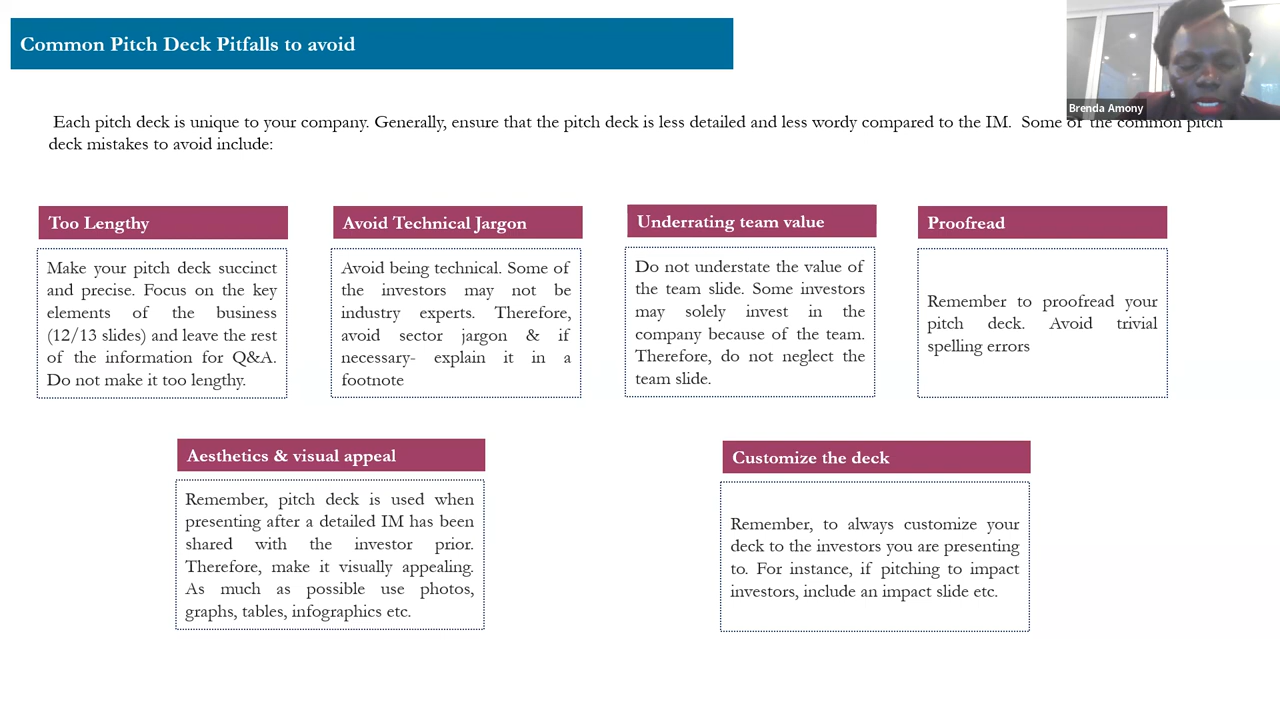 Common Pitch Deck Pitfalls to avoid
Brenda Amony
Each pitch deck is unique to your company. Generally, ensure that the pitch deck is less detailed and less wordy compared to the IM. Some of the common pitch
deck mistakes to avoid include:
Too Lengthy
Make your pitch deck succinct
and precise. Focus on the key
elements of the business
(12/13 slides) and leave the rest
of the information for Q&A.
Do not make it too lengthy.
Avoid Technical Jargon
Avoid being technical. Some of
the investors may not be
industry experts. Therefore,
avoid sector jargon & if
necessary- explain it in a
footnote
Underrating team value
Do not understate the value of
the team slide. Some investors
may solely invest in the
company because of the team.
Therefore, do not neglect the
team slide.
Proofread
Remember to proofread your
pitch deck. Avoid trivial
spelling errors
Aesthetics & visual appeal
Remember, pitch deck is used when
presenting after a detailed IM has been
shared with the investor prior.
Therefore, make it visually appealing.
As much as possible use photos,
graphs, tables, infographics etc.
Customize the deck
Remember, to always customize your
deck to the investors you are presenting
to. For instance, if pitching to impact
investors, include an impact slide etc.